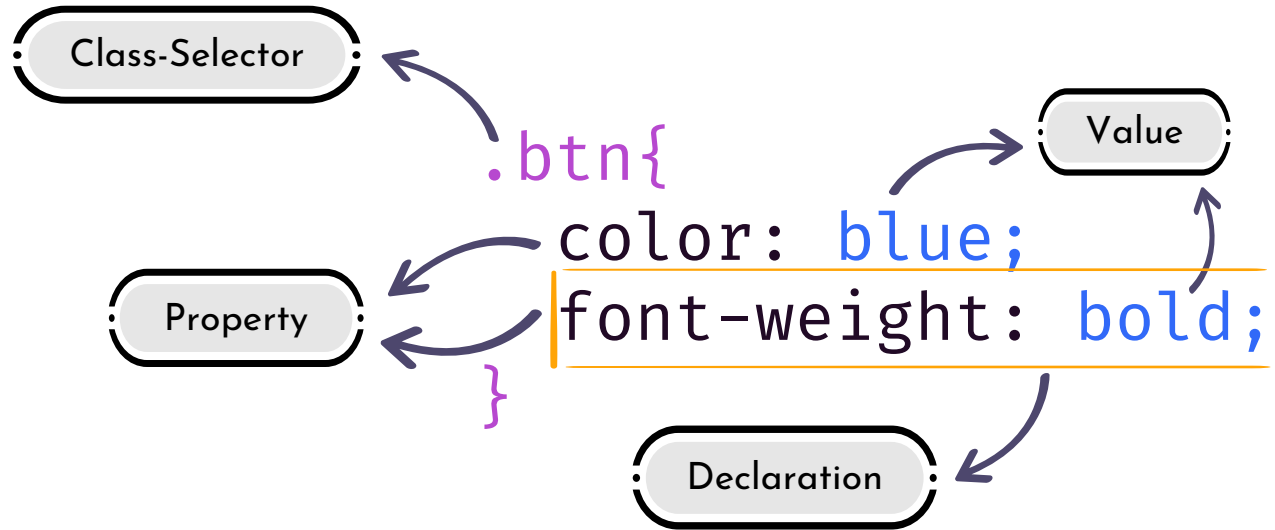 Class-Selector
Value
.btn{
color: blue;
Property
font-weight: bold;
}
Declaration